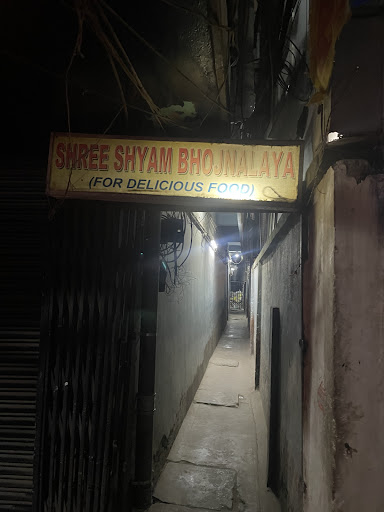 SHREE SHYAM BHOJNALAYA
(FOR DELICIOUS FOOD)